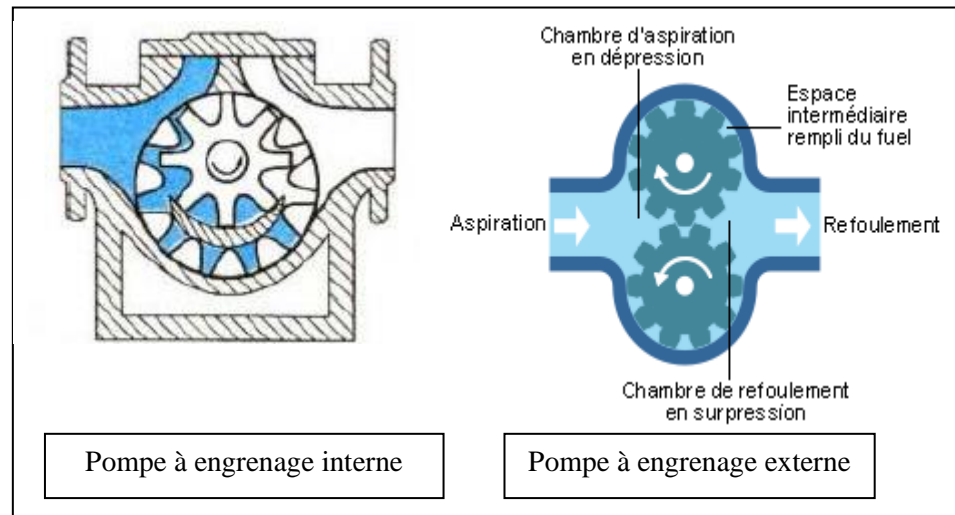 Chambre d'aspiration
en dépression
Espace
intermédiaire
rempli du fuel
Aspiration
Refoulement
Chambre de refoulement
en surpression
Pompe à engrenage interne
Pompe à engrenage externe